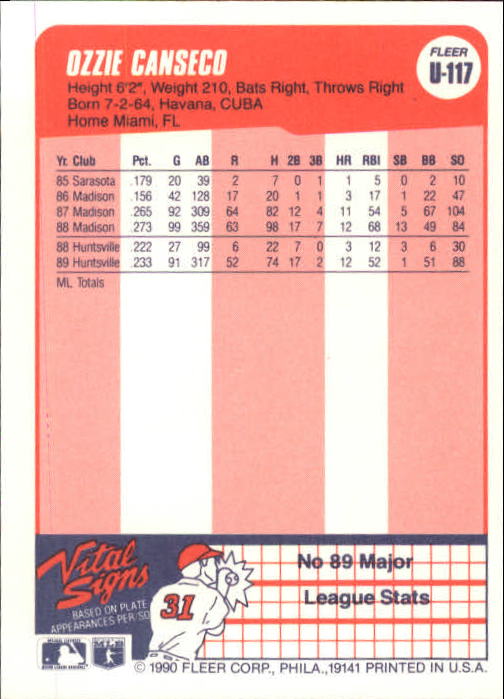 OZZIE CANSECO
FLEER
U-117
Height 6'2", Weight 210, Bats Right, Throws Right
Born 7-2-64, Havana, CUBA
Home Miami, FL
Yr. Club Pct. G AB R H 2B 3B HR RBI SB BB SO
85 Sarasota .179 20 39 2 7 0 1 1 5 0 2 10
86 Madison .156 42 128 17 20 1 1 3 17 1 22 47
87 Madison .265 92 309 64 82 12 4 11 54 5 67 104
88 Madison .273 99 359 63 98 17 7 12 68 13 49 84
88 Huntsville .222 27 99 6 22 7 0 3 12 3 6 30
89 Huntsville .233 91 317 52 74 17 2 12 52 1 51 88
ML Totals
Vital
Signs
BASED ON PLATE
APPEARANCES PER/SO
31
No 89 Major
League Stats
© 1990 FLEER CORP., PHILA.,19141 PRINTED IN U.S.A.